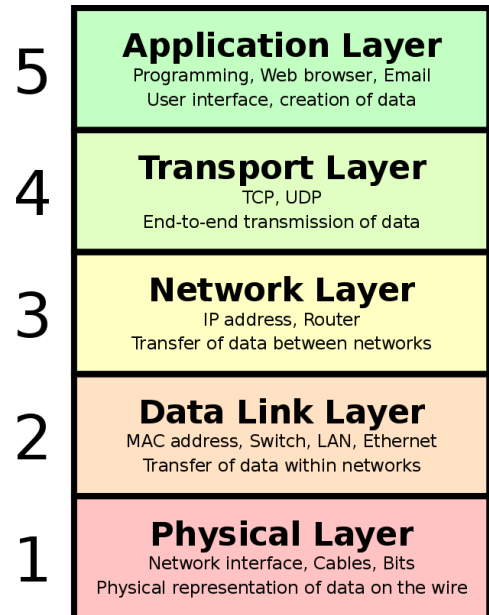 5
Application Layer
Programming, Web browser, Email
User interface, creation of data
4
Transport Layer
TCP, UDP
End-to-end transmission of data
3
Network Layer
IP address, Router
Transfer of data between networks
2
Data Link Layer
MAC address, Switch, LAN, Ethernet
Transfer of data within networks
1
Physical Layer
Network interface, Cables, Bits
Physical representation of data on the wire